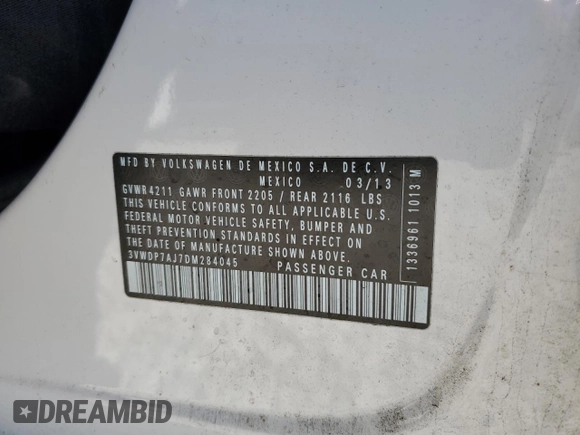 MFD BY VOLKSWAGEN DE MEXICO S.A. DE C.V.
MEXICO 03/13
GVWR4211 GAWR FRONT 2205 / REAR 2116 LBS
THIS VEHICLE CONFORMS TO ALL APPLICABLE U.S.
FEDERAL MOTOR VEHICLE SAFETY, BUMPER AND
THEFT PREVENTION STANDARDS IN EFFECT ON
THE DATE OF MANUFACTURE SHOWN ABOVE.
3VWDP7AJ7DM284045 PASSENGER CAR
1336961 1013 M
DREAMBID